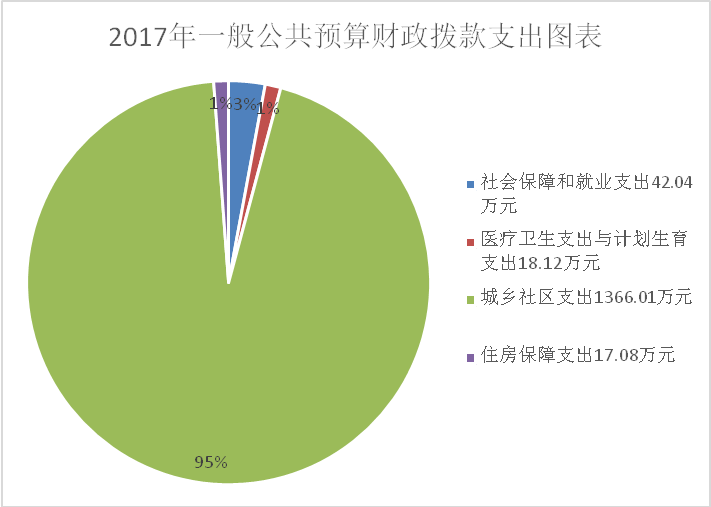 2017年一般公共预算财政拨款支出图表
1%
3%
1%
95%
社会保障和就业支出42.04
万元
医疗卫生支出与计划生育
支出18.12万元
城乡社区支出1366.01万元
住房保障支出17.08万元